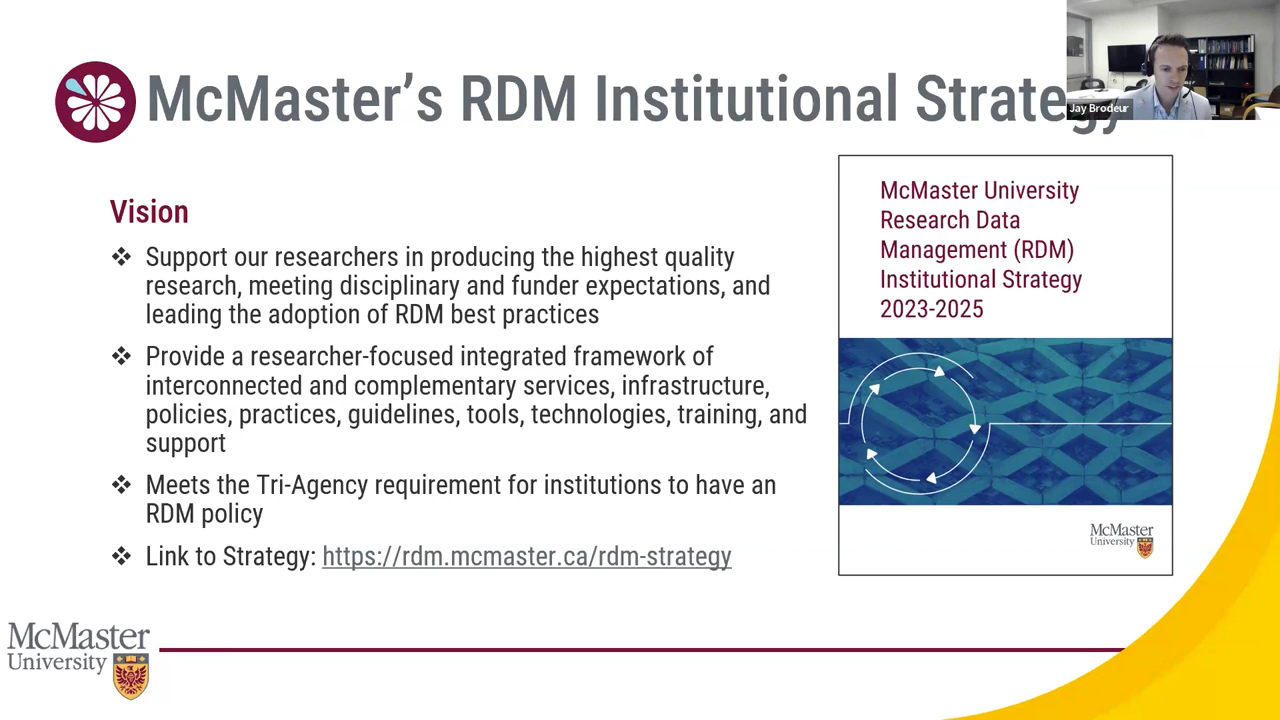 McMaster's RDM Institutional Strategy
Jay Brodeur
Vision
❖ Support our researchers in producing the highest quality
research, meeting disciplinary and funder expectations, and
leading the adoption of RDM best practices
❖ Provide a researcher-focused integrated framework of
interconnected and complementary services, infrastructure,
policies, practices, guidelines, tools, technologies, training, and
support
❖ Meets the Tri-Agency requirement for institutions to have an
RDM policy
❖ Link to Strategy: https://rdm.mcmaster.ca/rdm-strategy
McMaster University
Research Data
Management (RDM)
Institutional Strategy
2023-2025
McMaster
University
McMaster
University